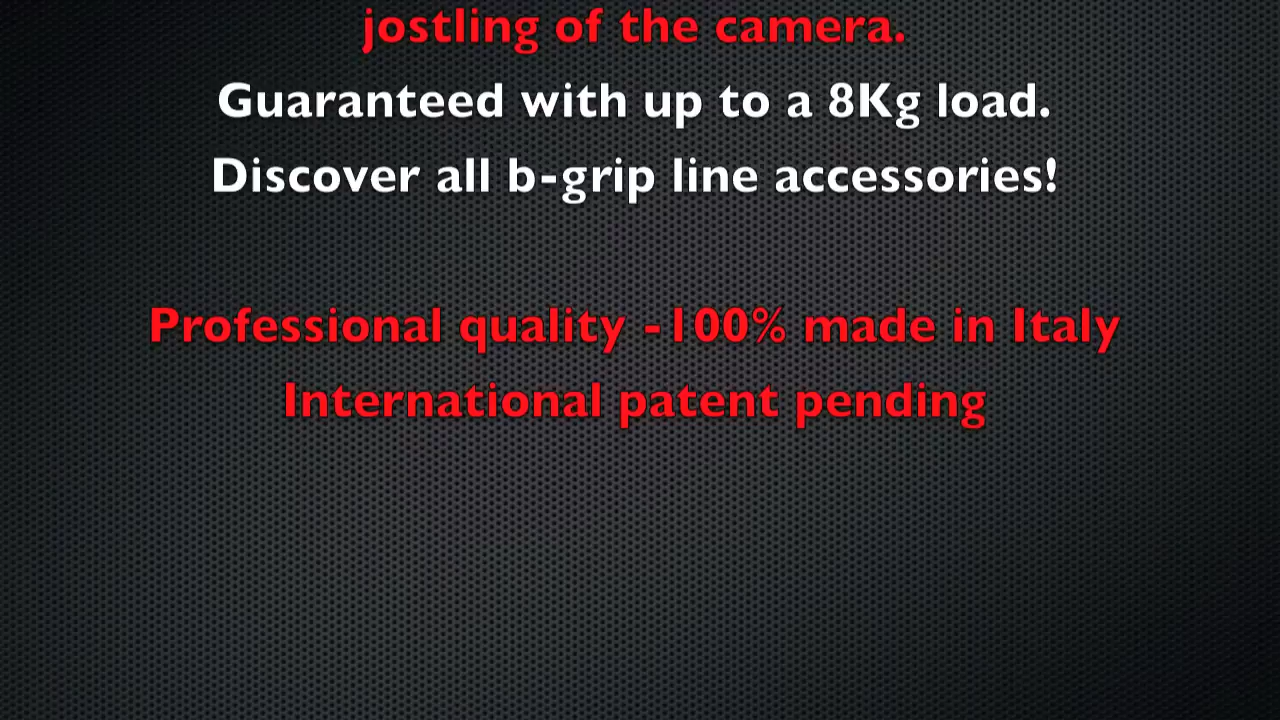 jostling of the camera.
Guaranteed with up to a 8Kg load.
Discover all b-grip line accessories!
Professional quality -100% made in Italy
International patent pending